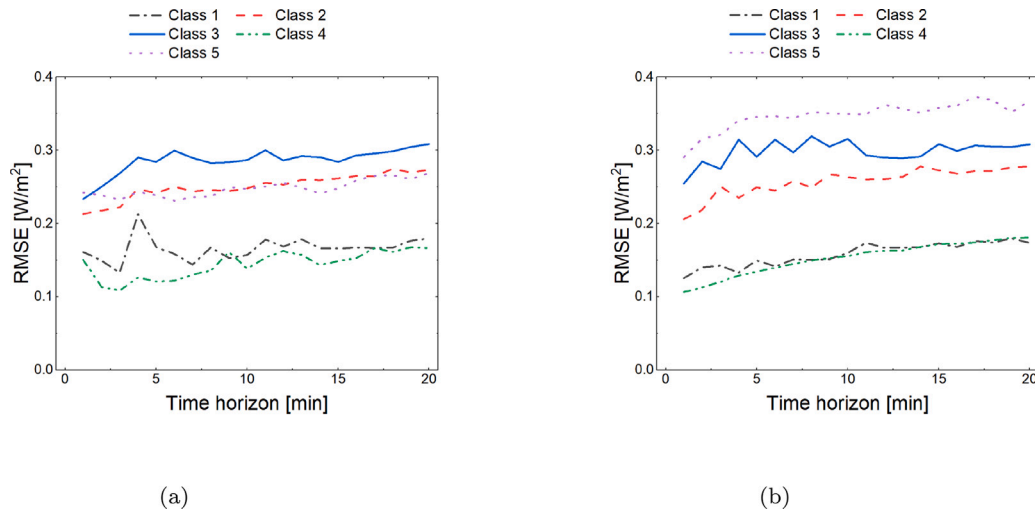 Class 1 Class 2
Class 3 Class 4
Class 5
0.4
0.3
0.2
0.1
0.0
RMSE [W/m²]
0 5 10 15 20
Time horizon [min]
(a)
Class 1 Class 2
Class 3 Class 4
Class 5
0.4
0.3
0.2
0.1
0.0
RMSE [W/m²]
0 5 10 15 20
Time horizon [min]
(b)